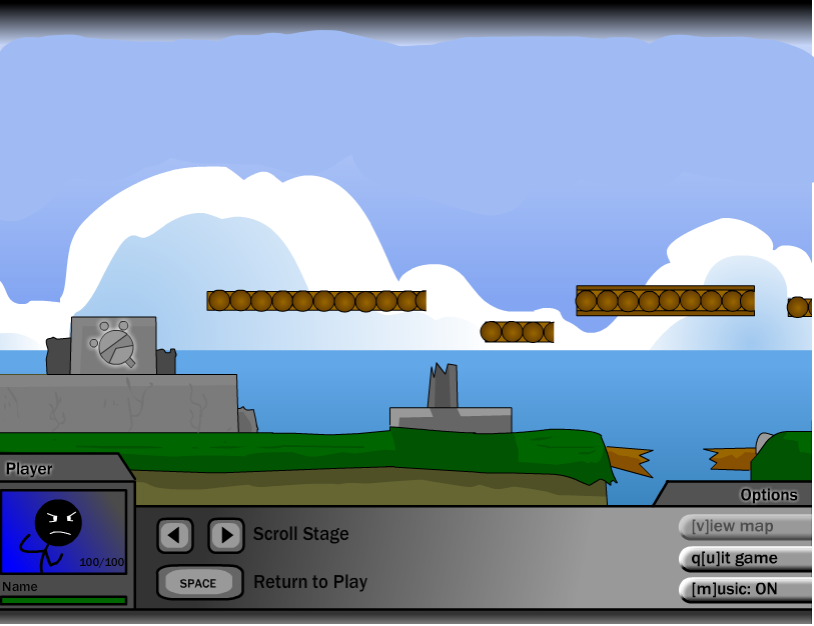 Player
100/100
Name
Scroll Stage
SPACE
Return to Play
Options
[v]iew map
q[u]it game
[m]usic: ON